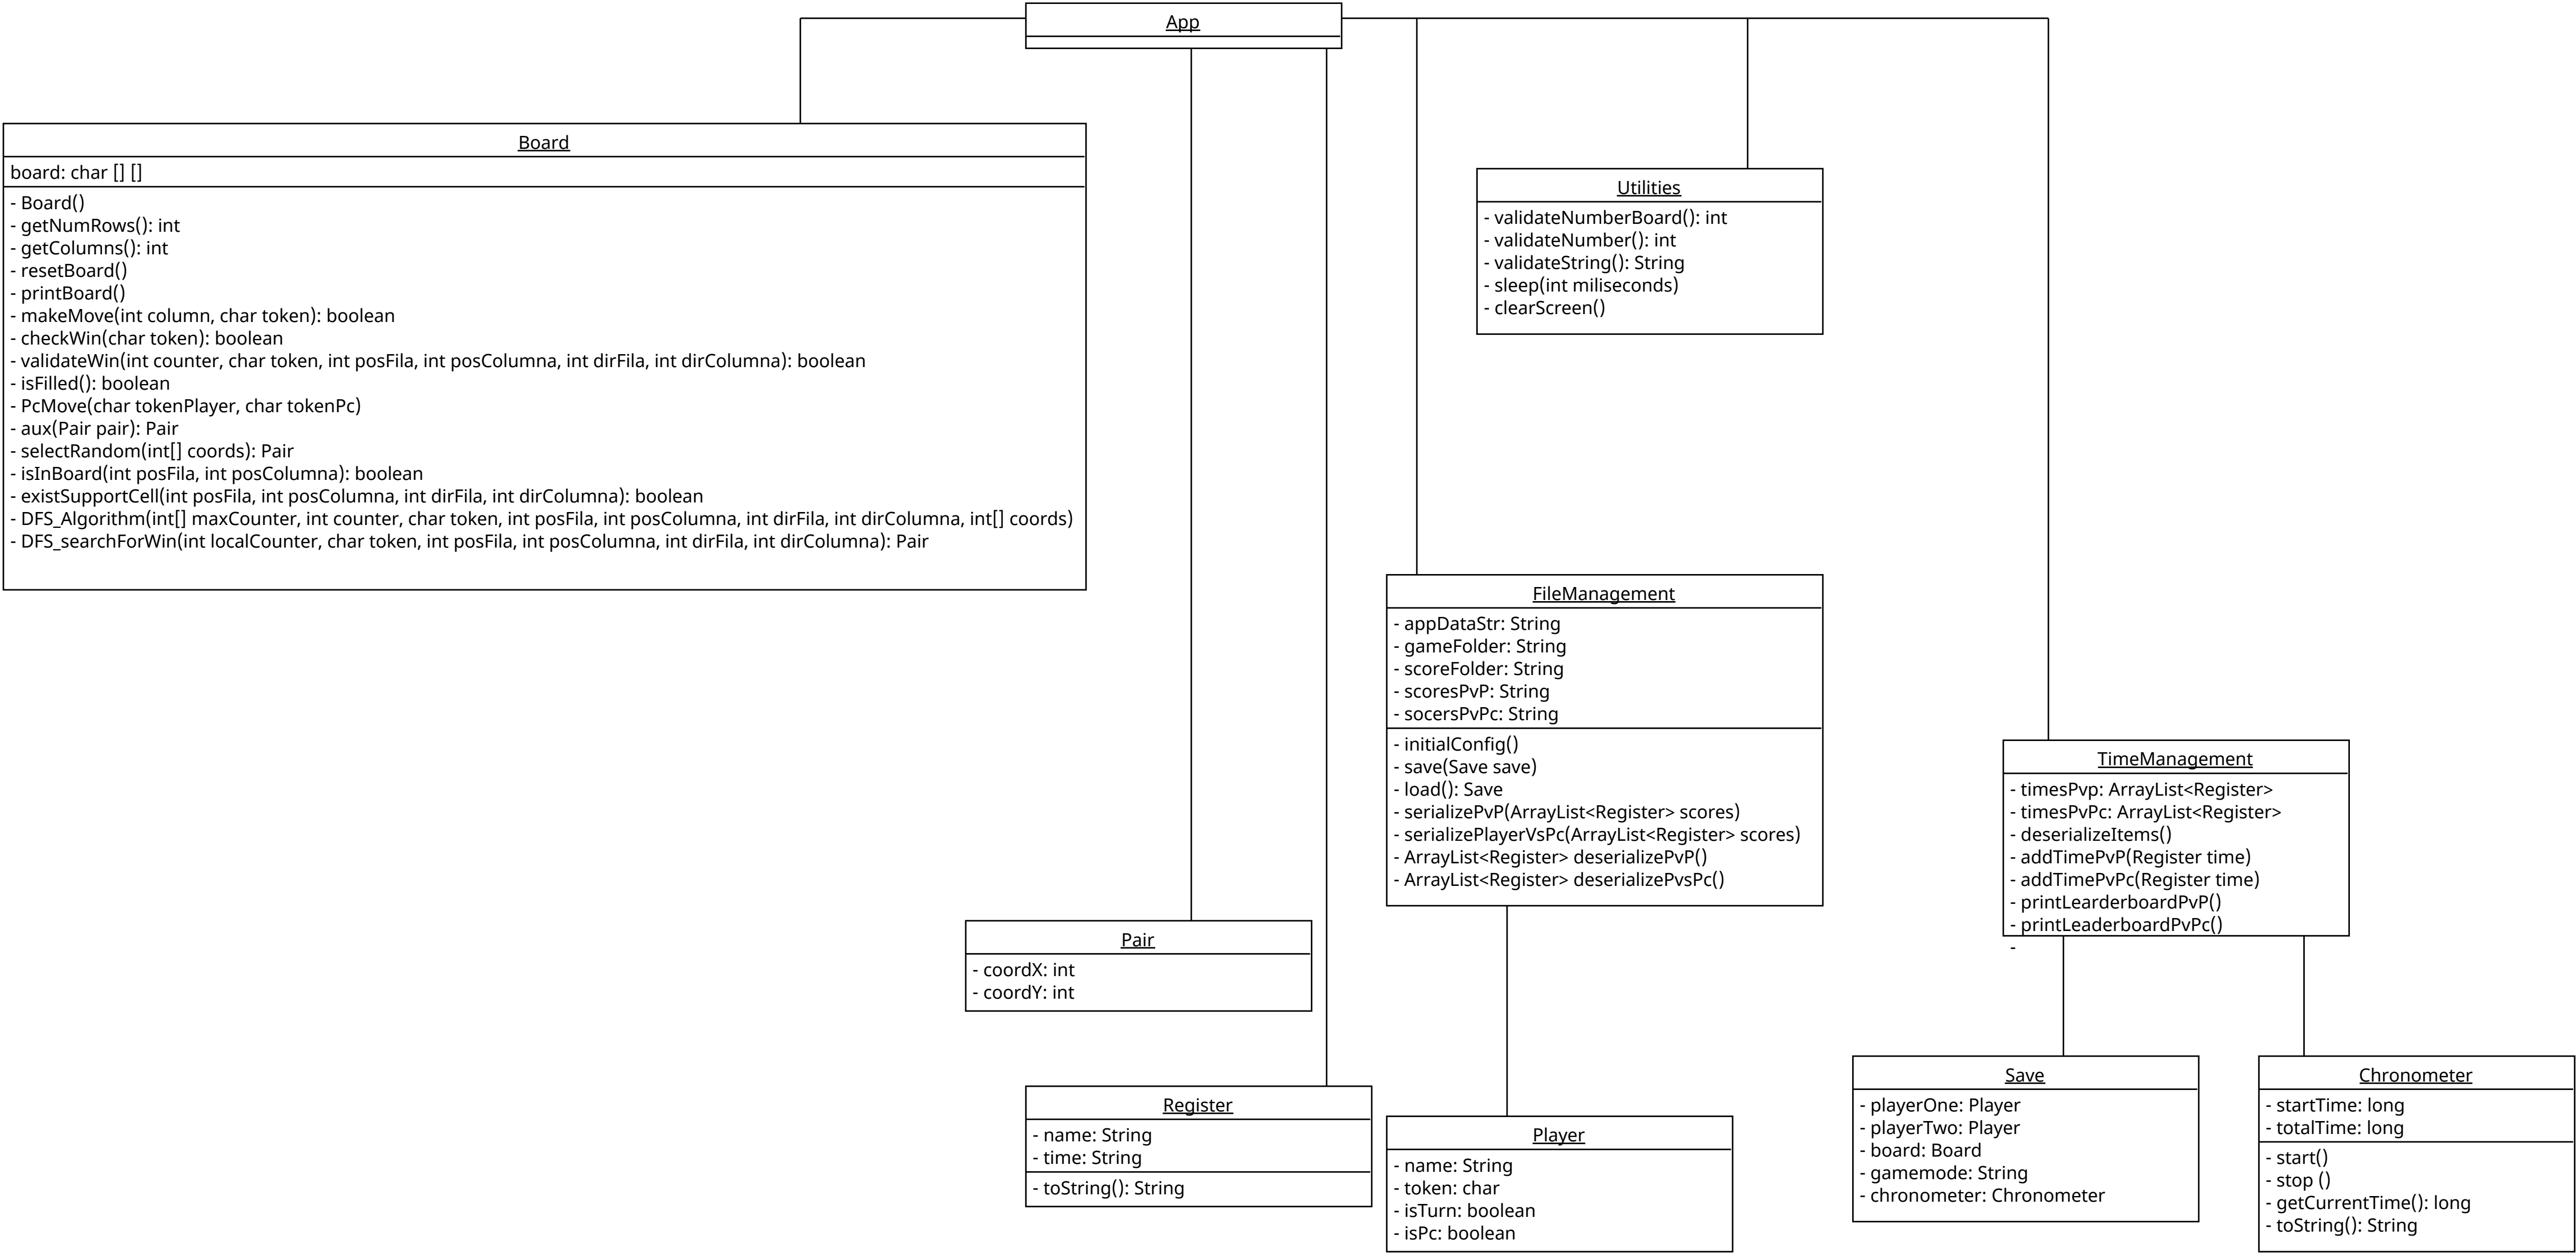 App
Board
board: char [] []
- Board()
- getNumRows(): int
- getColumns(): int
- resetBoard()
- printBoard()
- makeMove(int column, char token): boolean
- checkWin(char token): boolean
- validateWin(int counter, char token, int posFila, int posColumna, int dirFila, int dirColumna): boolean
- isFilled(): boolean
- PcMove(char tokenPlayer, char tokenPc)
- aux(Pair pair): Pair
- selectRandom(int[] coords): Pair
- isInBoard(int posFila, int posColumna): boolean
- existSupportCell(int posFila, int posColumna, int dirFila, int dirColumna): boolean
- DFS_Algorithm(int[] maxCounter, int counter, char token, int posFila, int posColumna, int dirFila, int dirColumna, int[] coords)
- DFS_searchForWin(int localCounter, char token, int posFila, int posColumna, int dirFila, int dirColumna): Pair
Utilities
- validateNumberBoard(): int
- validateNumber(): int
- validateString(): String
- sleep(int miliseconds)
- clearScreen()
FileManagement
- appDataStr: String
- gameFolder: String
- scoreFolder: String
- scoresPvP: String
- socersPvPc: String
- initialConfig()
- save(Save save)
- load(): Save
- serializePvP(ArrayList<Register> scores)
- serializePlayerVsPc(ArrayList<Register> scores)
- ArrayList<Register> deserializePvP()
- ArrayList<Register> deserializePvsPc()
TimeManagement
- timesPvp: ArrayList<Register>
- timesPvPc: ArrayList<Register>
- deserializeItems()
- addTimePvP(Register time)
- addTimePvPc(Register time)
- printLearderboardPvP()
- printLeaderboardPvPc()
-
Pair
- coordX: int
- coordY: int
Register
- name: String
- time: String
- toString(): String
Player
- name: String
- token: char
- isTurn: boolean
- isPc: boolean
Save
- playerOne: Player
- playerTwo: Player
- board: Board
- gamemode: String
- chronometer: Chronometer
Chronometer
- startTime: long
- totalTime: long
- start()
- stop ()
- getCurrentTime(): long
- toString(): String